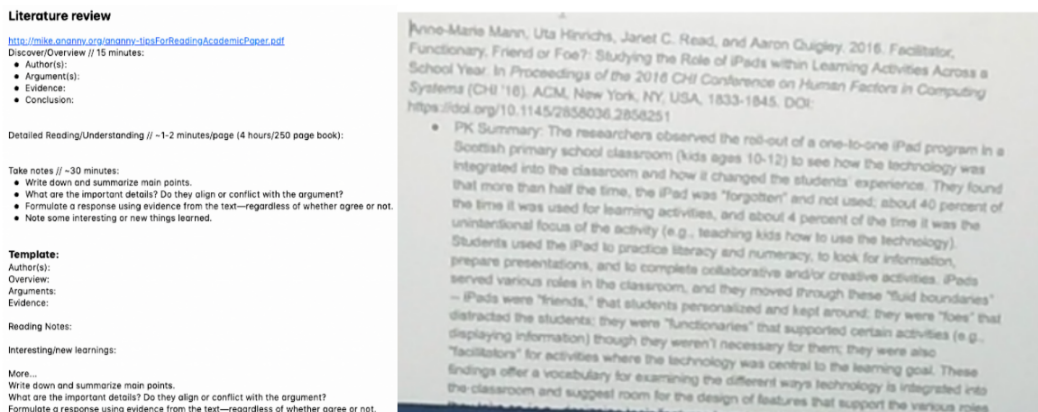 Literature review
http://mike.ananny.org/ananny-tipsForReadingAcademicPaper.pdf
Discover/Overview // 15 minutes:
• Author(s):
• Argument(s):
• Evidence:
• Conclusion:
Detailed Reading/Understanding // ~1-2 minutes/page (4 hours/250 page book):
Take notes // ~30 minutes:
• Write down and summarize main points.
• What are the important details? Do they align or conflict with the argument?
• Formulate a response using evidence from the text—regardless of whether agree or not.
• Note some interesting or new things learned.
Template:
Author(s):
Overview:
Arguments:
Evidence:
Reading Notes:
Interesting/new learnings:
More...
Write down and summarize main points.
What are the important details? Do they align or conflict with the argument?
Formulate a response using evidence from the text—regardless of whether agree or not.
Anne-Marie Mann, Uta Hinrichs, Janet C. Read, and Aaron Quigley. 2016. Facilitator,
Functionary, Friend or Foe?: Studying the Role of iPads within Learning Activities Across a
School Year. In Proceedings of the 2016 CHI Conference on Human Factors in Computing
Systems (CHI '16). ACM, New York, NY, USA, 1833-1845. DOI:
https://doi.org/10.1145/2858036.2858251
• PK Summary: The researchers observed the roll-out of a one-to-one iPad program in a
Scottish primary school classroom (kids ages 10-12) to see how the technology was
integrated into the classroom and how it changed the students' experience. They found
that more than half the time, the iPad was "forgotten" and not used; about 40 percent of
the time it was used for learning activities, and about 4 percent of the time it was the
unintentional focus of the activity (e.g., teaching kids how to use the technology).
Students used the iPad to practice literacy and numeracy, to look for information,
prepare presentations, and to complete collaborative and/or creative activities. iPads
served various roles in the classroom, and they moved through these "fluid boundaries"
– iPads were "friends," that students personalized and kept around; they were "foes" that
distracted the students; they were "functionaries" that supported certain activities (e.g.,
displaying information) though they weren't necessary for them; they were also
"facilitators" for activities where the technology was central to the learning goal. These
findings offer a vocabulary for examining the different ways technology is integrated into
the classroom and suggest room for the design of features that support the various roles